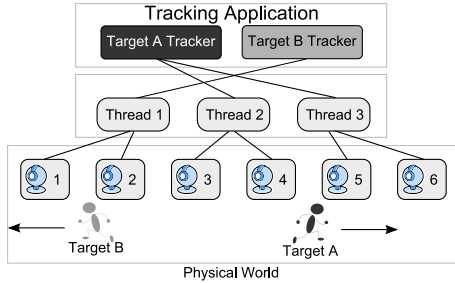 Tracking Application
Target A Tracker
Target B Tracker
Thread 1
Thread 2
Thread 3
1
2
3
4
5
6
Target B
Target A
Physical World